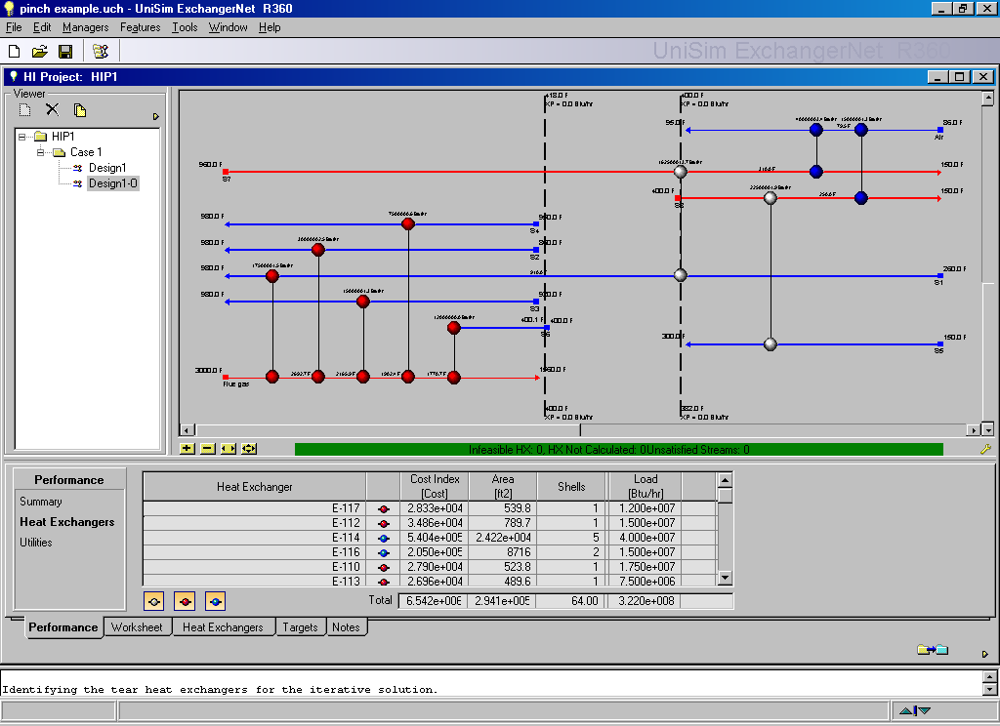 pinch example.uch - UniSim ExchangerNet R360
File Edit Managers Features Tools Window Help
UniSim ExchangerNet R360
HI Project: HIP1
Viewer
HIP1
Case 1
Design1
Design1-O
418.0 F
XP = 0.0 Btu/hr
400.0 F
XP = 0.0 Btu/hr
95.0 F
86.0 F
Air
960.0 F
S7
150.0 F
400.0 F
150.0 F
980.0 F
S4
980.0 F
S2
980.0 F
260.0 F
S1
980.0 F
S3
400.1 F
400.0 F
S6
300.0 F
150.0 F
S5
3000.0 F
Flue gas
400.0 F
XP = 0.0 Btu/hr
382.0 F
XP = 0.0 Btu/hr
Infeasible HX: 0, HX Not Calculated: 0Unsatisfied Streams: 0
Performance
Summary
Heat Exchangers
Utilities
Heat Exchanger Cost Index [Cost] Area [ft2] Shells Load [Btu/hr]
E-117 2.833e+004 539.8 1 1.200e+007
E-112 3.486e+004 789.7 1 1.500e+007
E-114 5.404e+005 2.422e+004 5 4.000e+007
E-116 2.050e+005 8716 2 1.500e+007
E-110 2.790e+004 523.8 1 1.750e+007
E-113 2.696e+004 489.6 1 7.500e+006
Total 6.542e+006 2.941e+005 64.00 3.220e+008
Performance Worksheet Heat Exchangers Targets Notes
Identifying the tear heat exchangers for the iterative solution.